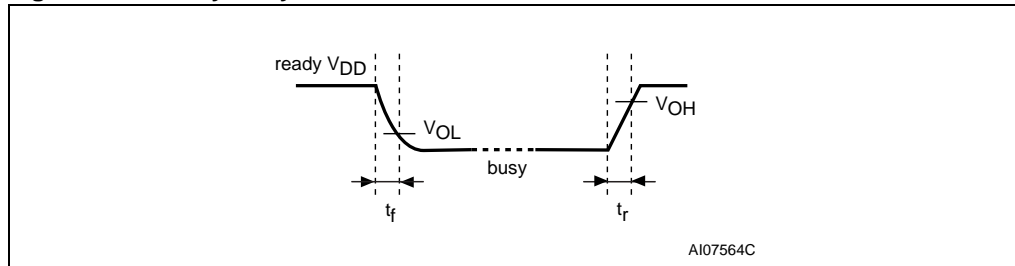 ready VDD
VOL
VOH
busy
tf
tr
AI07564C